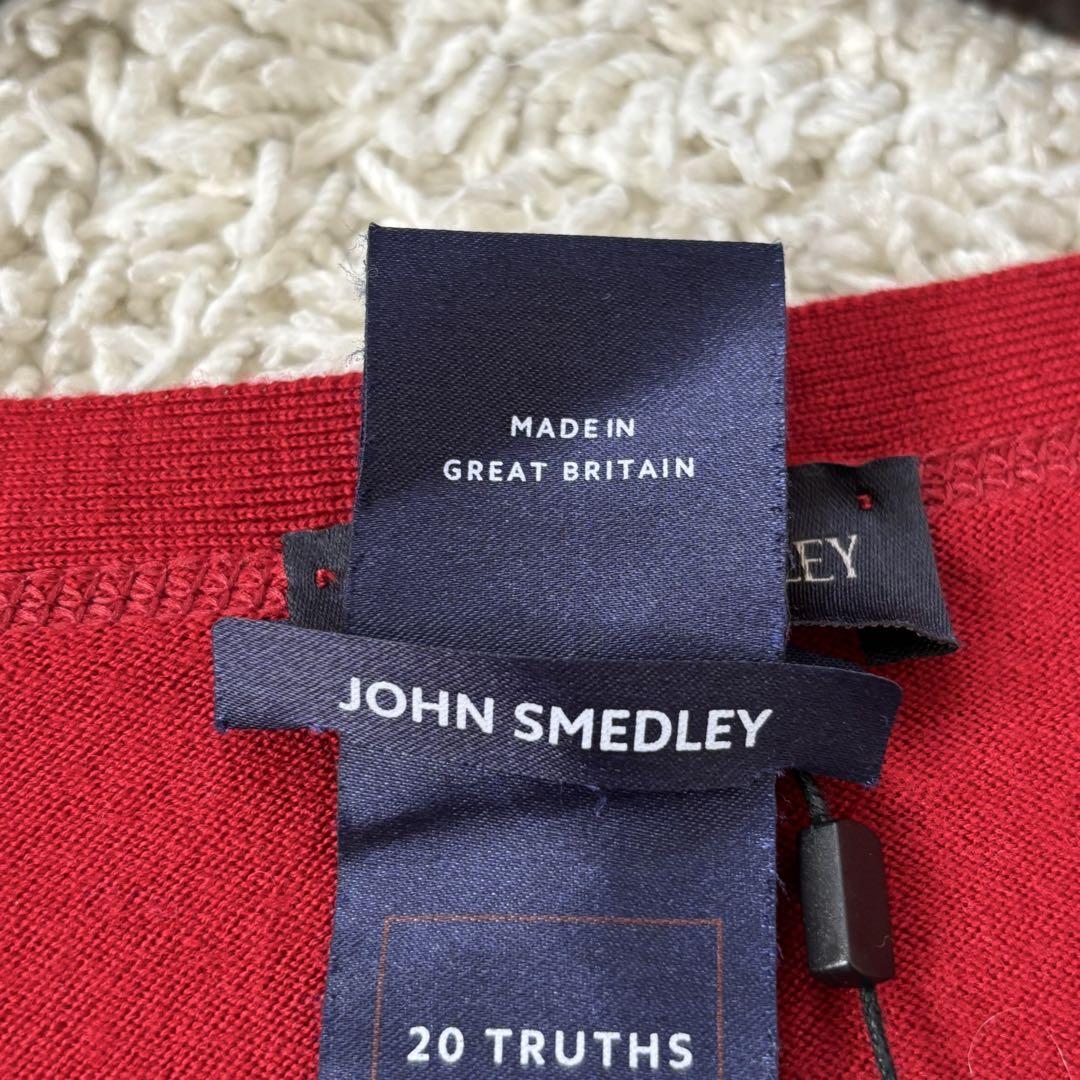 MADE IN
GREAT BRITAIN
JOHN SMEDLEY
20 TRUTHS